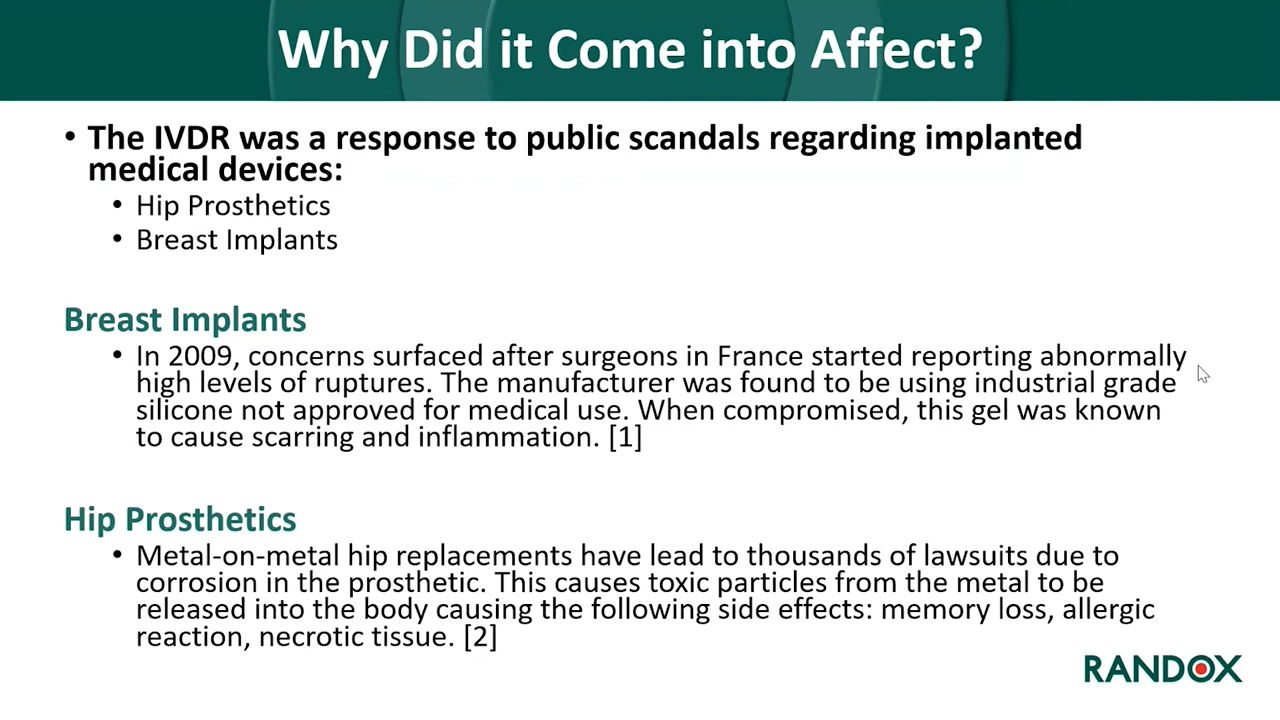 Why Did it Come into Affect?
• The IVDR was a response to public scandals regarding implanted
medical devices:
• Hip Prosthetics
• Breast Implants
Breast Implants
• In 2009, concerns surfaced after surgeons in France started reporting abnormally
high levels of ruptures. The manufacturer was found to be using industrial grade
silicone not approved for medical use. When compromised, this gel was known
to cause scarring and inflammation. [1]
Hip Prosthetics
• Metal-on-metal hip replacements have lead to thousands of lawsuits due to
corrosion in the prosthetic. This causes toxic particles from the metal to be
released into the body causing the following side effects: memory loss, allergic
reaction, necrotic tissue. [2]
RANDOX